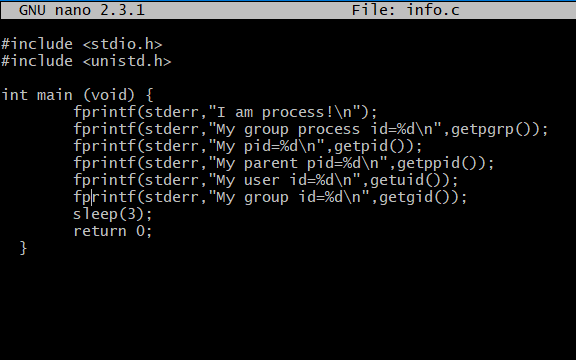 GNU nano 2.3.1 File: info.c
#include <stdio.h>
#include <unistd.h>
int main (void) {
fprintf(stderr,"I am process!\n");
fprintf(stderr,"My group process id=%d\n",getpgrp());
fprintf(stderr,"My pid=%d\n",getpid());
fprintf(stderr,"My parent pid=%d\n",getppid());
fprintf(stderr,"My user id=%d\n",getuid());
fprintf(stderr,"My group id=%d\n",getgid());
sleep(3);
return 0;
}